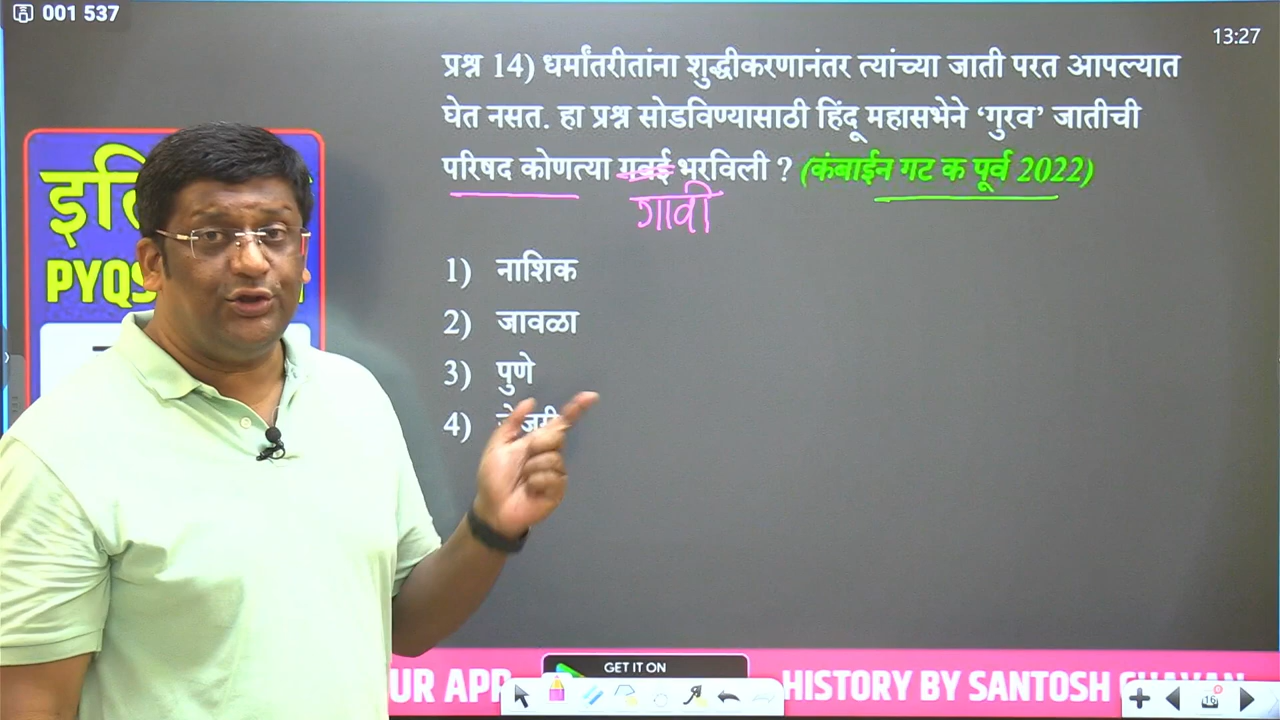 001 537
13:27
प्रश्न 14) धर्मांतरीतांना शुद्धीकरणानंतर त्यांच्या जाती परत आपल्यात
घेत नसत. हा प्रश्न सोडविण्यासाठी हिंदू महासभेने ‘गुरव’ जातीची
परिषद कोणत्या गवई भरविली ? (कंबाईन गट क पूर्व 2022)
गावी
1) नाशिक
2) जावळा
3) पुणे
4)
PYQS
UR APP
GET IT ON
HISTORY BY SANTOSH
16